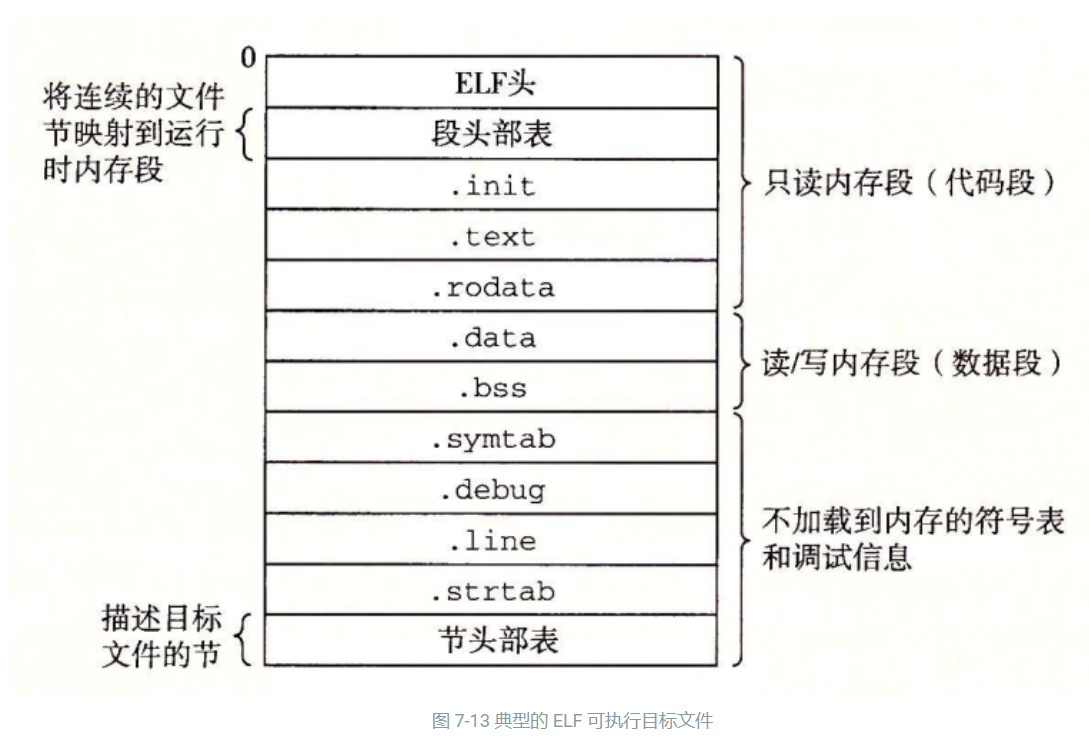 0
ELF头
将连续的文件
节映射到运行
时内存段
段头部表
.init
.text
.rodata
只读内存段（代码段）
.data
.bss
读/写内存段（数据段）
.symtab
.debug
.line
.strtab
不加载到内存的符号表
和调试信息
描述目标
文件的节
节头部表
图 7-13 典型的 ELF 可执行目标文件